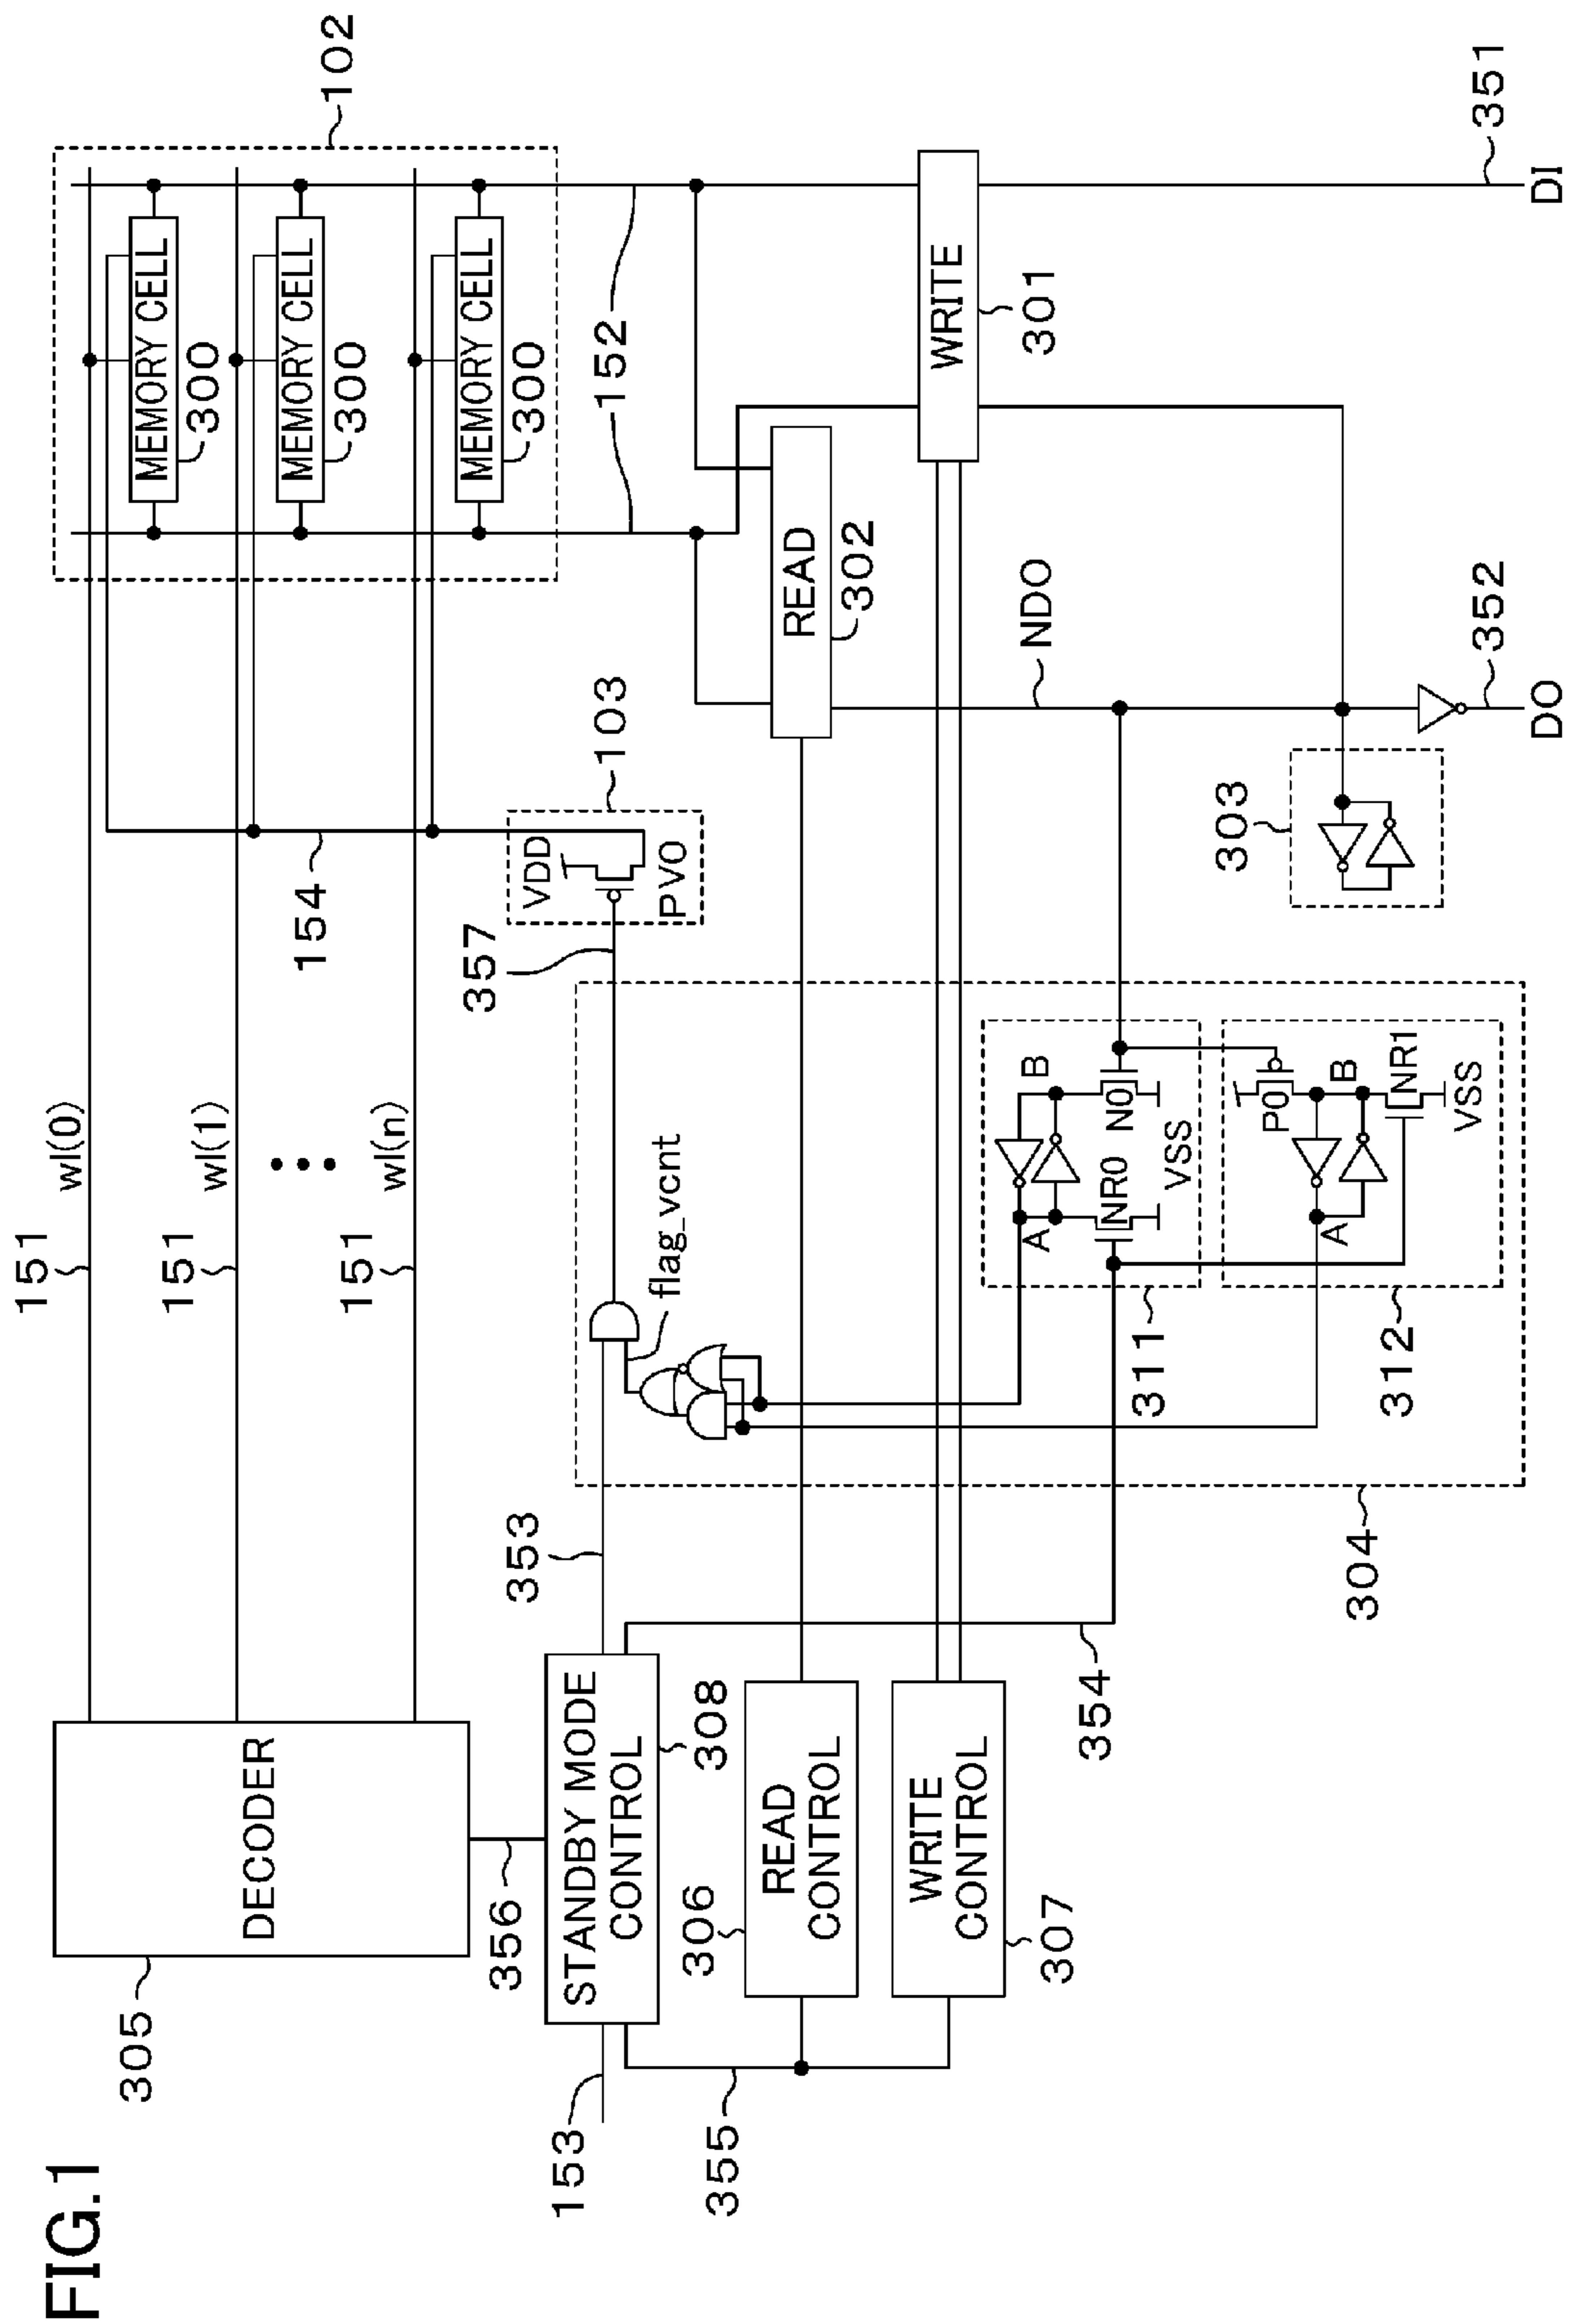 FIG.1
305
DECODER
151
wl(0)
151
wl(1)
151
wl(n)
102
MEMORY CELL
300
MEMORY CELL
300
MEMORY CELL
300
154
152
357
VDD
PV0
103
153
356
STANDBY MODE
CONTROL
308
353
flag_vcnt
355
306
READ
CONTROL
READ
302
WRITE
CONTROL
307
WRITE
301
354
304
311
A
B
NR0
N0
VSS
312
A
B
P0
NR1
VSS
NDO
303
352
DO
351
DI